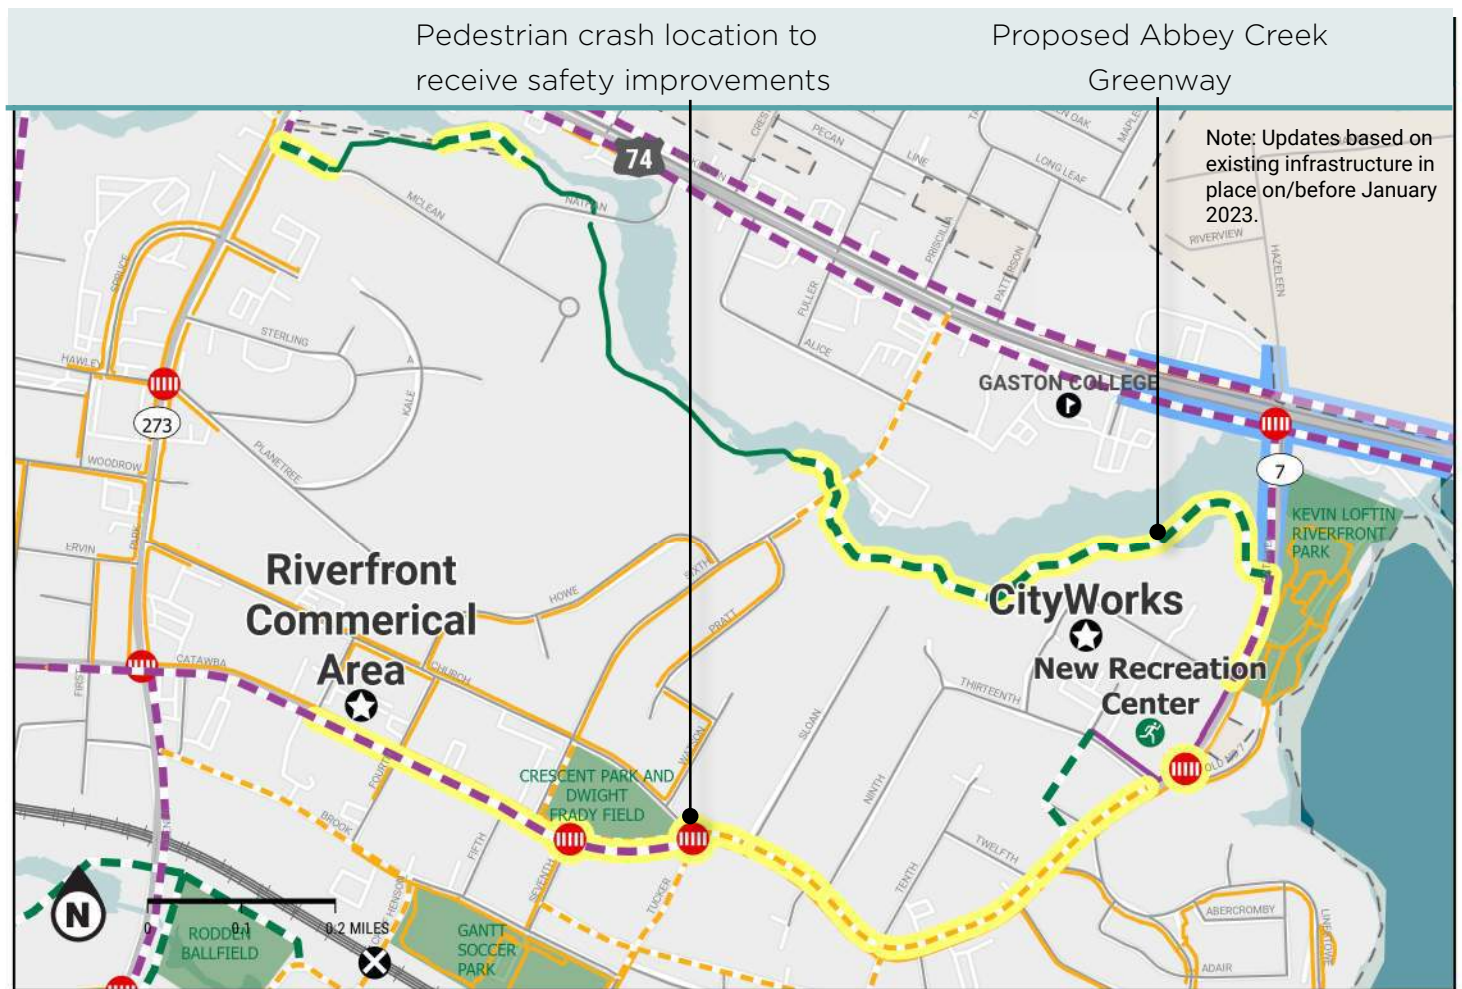 Pedestrian crash location to
receive safety improvements
Proposed Abbey Creek
Greenway
Note: Updates based on
existing infrastructure in
place on/before January
2023.
74
PECAN
LINE
LONG LEAF
MCLEAN
NATHAN
PRISCILLA
PATTERSON
RIVERVIEW
HAZELEEN
SPRUCE
FULLER
ALICE
STERLING
HAWLEY
KALE
A
GASTON COLLEGE
273
PLANETREE
WOODROW
7
KEVIN LOFTIN
RIVERFRONT
PARK
PARK
ERVIN
Riverfront
Commerical
Area
HOWE
SIXTH
PRATT
CityWorks
New Recreation
Center
CATAWBA
FIRST
CHURCH
THIRTEENTH
SLOAN
WATSON
FOURTH
CRESCENT PARK AND
DWIGHT
FRADY FIELD
OLD NC 7
NINTH
BROOK
FIFTH
TWELFTH
SEVENTH
TENTH
TUCKER
N
0
0.1
0.2 MILES
RODDEN
BALLFIELD
GANTT
SOCCER
PARK
ABERCROMBY
ADAIR